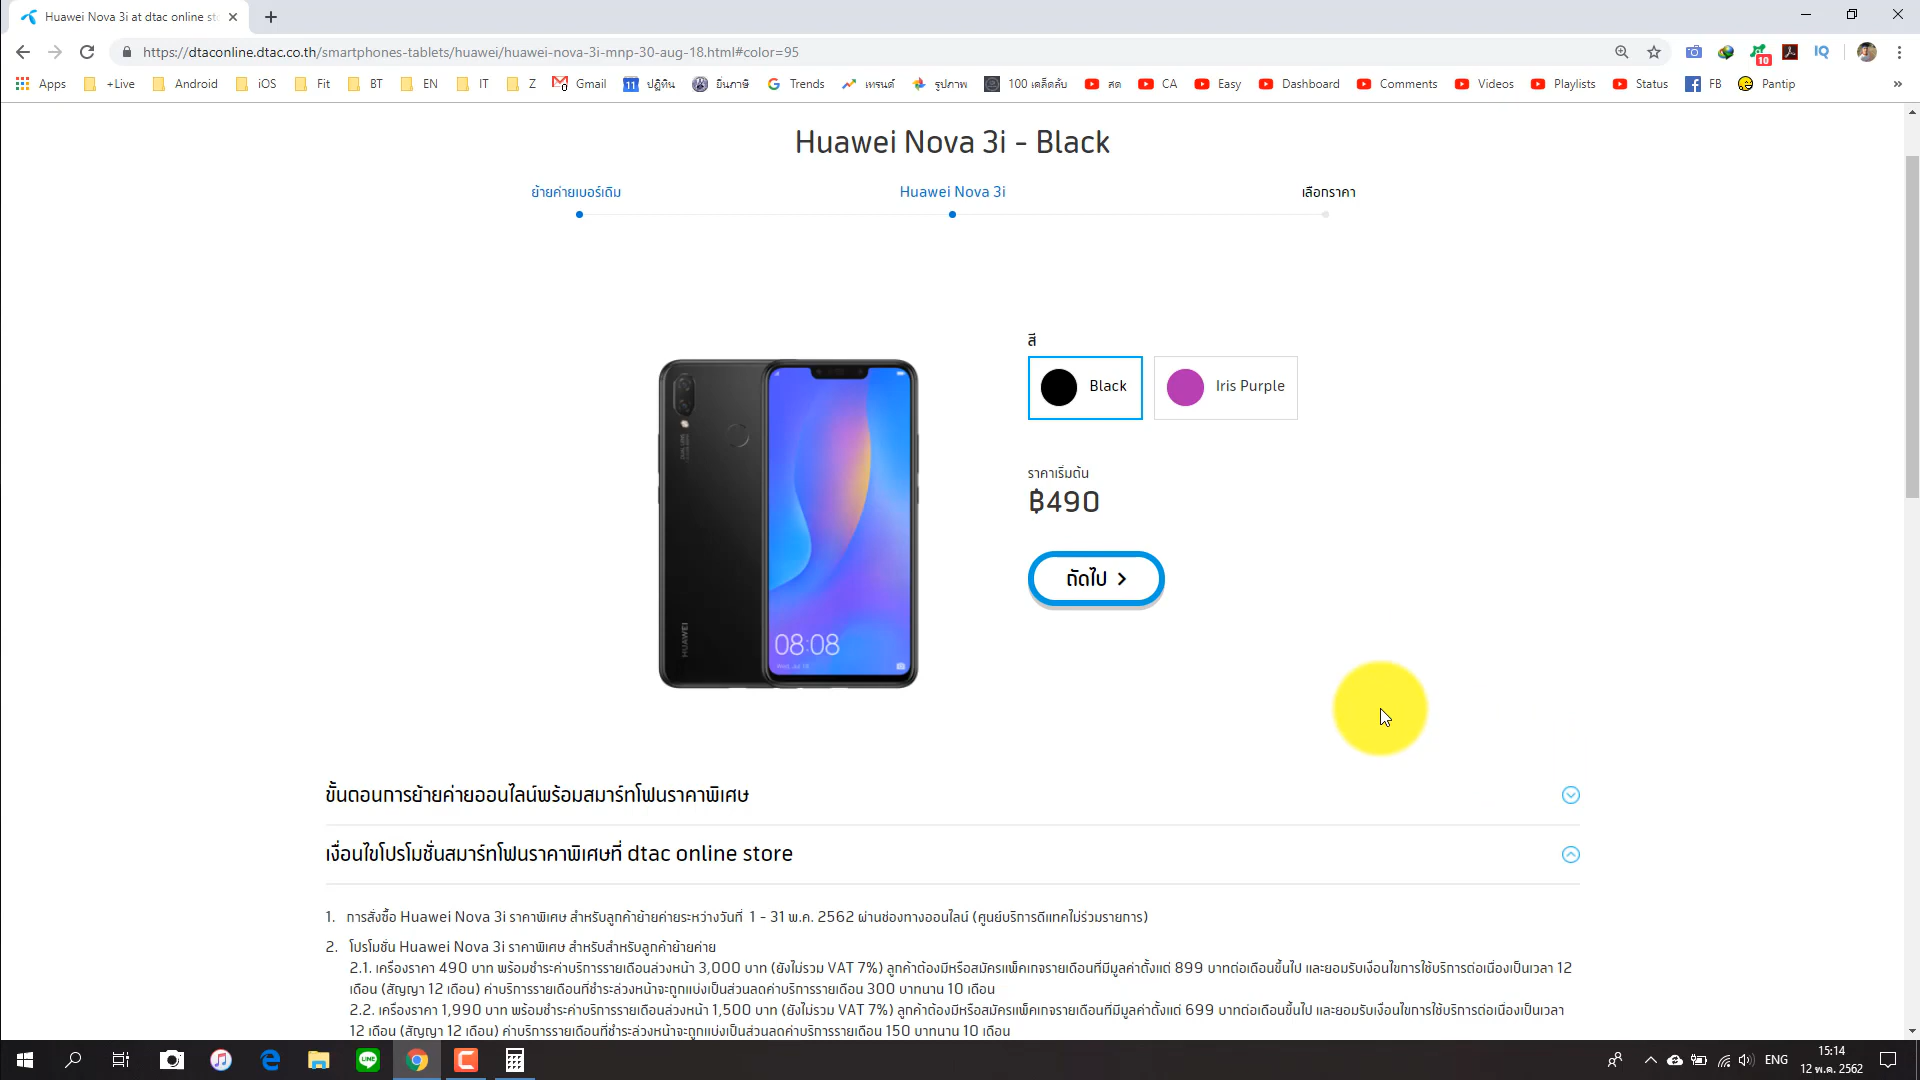 Huawei Nova 3i at dtac online st
https://dtaconline.dtac.co.th/smartphones-tablets/huawei/huawei-nova-3i-mnp-30-aug-18.html#color=95
10
IQ
Apps +Live Android iOS Fit BT EN IT Z Gmail 11 ปฏิทิน ยื่นภาษี Trends เทรนด์ รูปภาพ 100 เคล็ดลับ สด CA Easy Dashboard Comments Videos Playlists Status FB Pantip »
Huawei Nova 3i - Black
ย้ายค่ายเบอร์เดิม Huawei Nova 3i เลือกราคา
สี
Black Iris Purple
ราคาเริ่มต้น
฿490
ถัดไป
HUAWEI
08:08
ขั้นตอนการย้ายค่ายออนไลน์พร้อมสมาร์ทโฟนราคาพิเศษ
เงื่อนไขโปรโมชั่นสมาร์ทโฟนราคาพิเศษที่ dtac online store
1. การสั่งซื้อ Huawei Nova 3i ราคาพิเศษ สำหรับลูกค้าย้ายค่ายระหว่างวันที่ 1 - 31 พ.ค. 2562 ผ่านช่องทางออนไลน์ (ศูนย์บริการดีแทคไม่ร่วมรายการ)
2. โปรโมชั่น Huawei Nova 3i ราคาพิเศษ สำหรับสำหรับลูกค้าย้ายค่าย
2.1. เครื่องราคา 490 บาท พร้อมชำระค่าบริการรายเดือนล่วงหน้า 3,000 บาท (ยังไม่รวม VAT 7%) ลูกค้าต้องมีหรือสมัครแพ็คเกจรายเดือนที่มีมูลค่าตั้งแต่ 899 บาทต่อเดือนขึ้นไป และยอมรับเงื่อนไขการใช้บริการต่อเนื่องเป็นเวลา 12
เดือน (สัญญา 12 เดือน) ค่าบริการรายเดือนที่ชำระล่วงหน้าจะถูกแบ่งเป็นส่วนลดค่าบริการรายเดือน 300 บาทนาน 10 เดือน
2.2. เครื่องราคา 1,990 บาท พร้อมชำระค่าบริการรายเดือนล่วงหน้า 1,500 บาท (ยังไม่รวม VAT 7%) ลูกค้าต้องมีหรือสมัครแพ็คเกจรายเดือนที่มีมูลค่าตั้งแต่ 699 บาทต่อเดือนขึ้นไป และยอมรับเงื่อนไขการใช้บริการต่อเนื่องเป็นเวลา
12 เดือน (สัญญา 12 เดือน) ค่าบริการรายเดือนที่ชำระล่วงหน้าจะถูกแบ่งเป็นส่วนลดค่าบริการรายเดือน 150 บาทนาน 10 เดือน
LINE
ENG
15:14
12 พ.ค. 2562